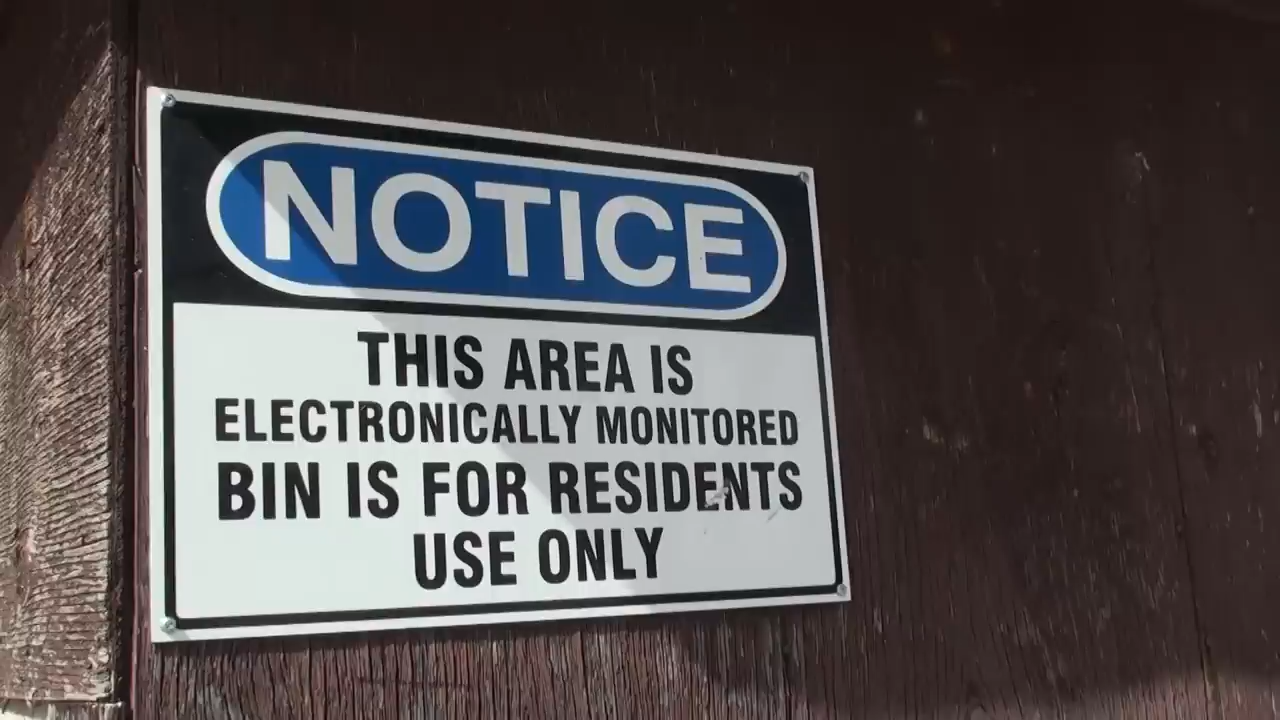 NOTICE
THIS AREA IS
ELECTRONICALLY MONITORED
BIN IS FOR RESIDENTS
USE ONLY